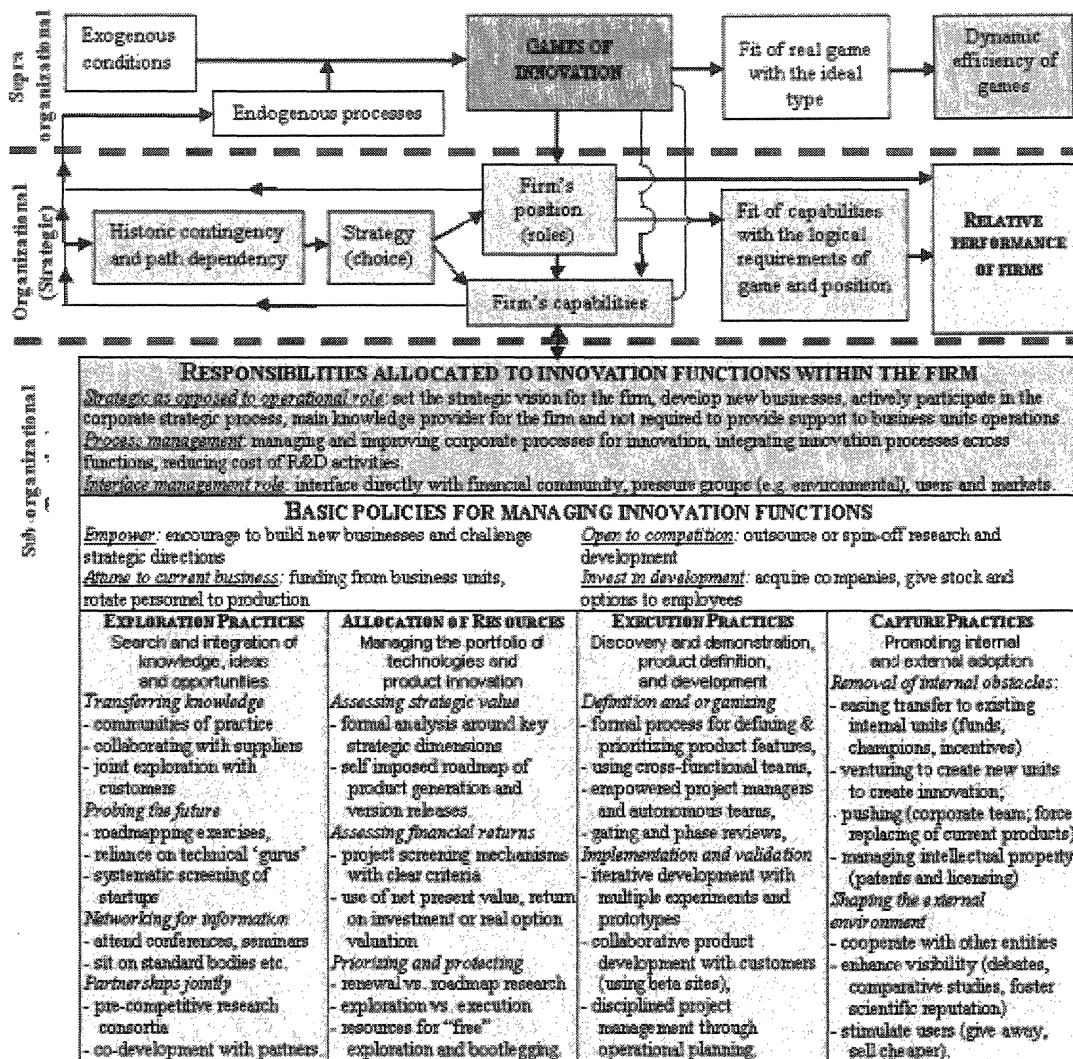 Supra
organizational
Exogenous
conditions
GAMES OF
INNOVATION
Fit of real game
with the ideal
type
Dynamic
efficiency of
games
Endogenous processes
Organizational
(Strategic)
Historic contingency
and path dependency
Strategy
(choice)
Firm's
position
(roles)
Firm's capabilities
Fit of capabilities
with the logical
requirements of
game and position
RELATIVE
PERFORMANCE
OF FIRMS
Sub-organizational
RESPONSIBILITIES ALLOCATED TO INNOVATION FUNCTIONS WITHIN THE FIRM
Strategic as opposed to operational role: set the strategic vision for the firm, develop new businesses, actively participate in the
corporate strategic process, main knowledge provider for the firm and not required to provide support to business units operations
Process management: managing and improving corporate processes for innovation, integrating innovation processes across
functions, reducing cost of R&D activities.
Interface management role: interface directly with financial community, pressure groups (e.g. environmental), users and markets.
BASIC POLICIES FOR MANAGING INNOVATION FUNCTIONS
Empower: encourage to build new businesses and challenge
strategic directions
Attune to current business: funding from business units,
rotate personnel to production
Open to competition: outsource or spin-off research and
development
Invest in development: acquire companies, give stock and
options to employees
EXPLORATION PRACTICES
Search and integration of
knowledge, ideas
and opportunities
Transferring knowledge
- communities of practice
- collaborating with suppliers
- joint exploration with
customers
Probing the future
- roadmapping exercises,
- reliance on technical 'gurus'
- systematic screening of
startups
Networking for information
- attend conferences, seminars
- sit on standard bodies etc.
Partnerships jointly
- pre-competitive research
consortia
- co-development with partners
ALLOCATION OF RESOURCES
Managing the portfolio of
technologies and
product innovation
Assessing strategic value
- formal analysis around key
strategic dimensions
- self imposed roadmap of
product generation and
version releases
Assessing financial returns
- project screening mechanisms
with clear criteria
- use of net present value, return
on investment or real option
valuation
Priorizing and protecting
- renewal vs. roadmap research
- exploration vs. execution
- resources for "free"
exploration and bootlegging
EXECUTION PRACTICES
Discovery and demonstration,
product definition,
and development
Definition and organizing
- formal process for defining &
prioritizing product features,
- using cross-functional teams,
- empowered project managers
and autonomous teams,
- gating and phase reviews,
Implementation and validation
- iterative development with
multiple experiments and
prototypes
- collaborative product
development with customers
(using beta sites),
- disciplined project
management through
operational planning.
CAPTURE PRACTICES
Promoting internal
and external adoption
Removal of internal obstacles:
- easing transfer to existing
internal units (funds,
champions, incentives)
- venturing to create new units
to create innovation;
- pushing (corporate team; force
replacing of current products)
- managing intellectual property
(patents and licensing)
Shaping the external
environment
- cooperate with other entities
- enhance visibility (debates,
comparative studies, foster
scientific reputation)
- stimulate users (give away,
sell cheaper).